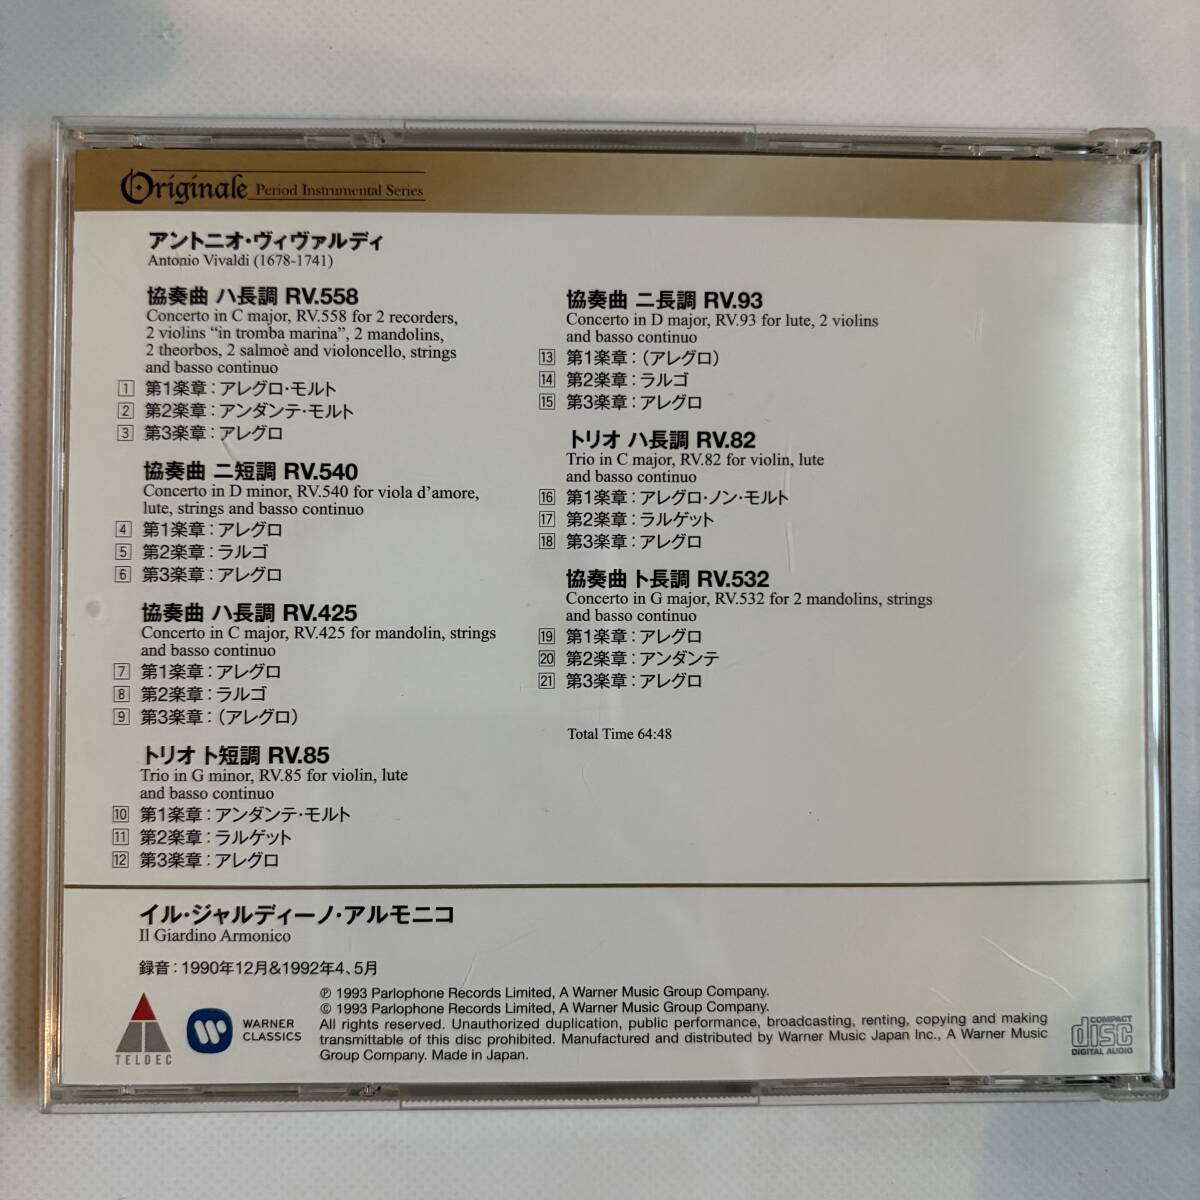 Originale Period Instrumental Series
アントニオ・ヴィヴァルディ
Antonio Vivaldi (1678-1741)
協奏曲 ハ長調 RV.558
Concerto in C major, RV.558 for 2 recorders,
2 violins “in tromba marina”, 2 mandolins,
2 theorbos, 2 salmoè and violoncello, strings
and basso continuo
1 第1楽章：アレグロ・モルト
2 第2楽章：アンダンテ・モルト
3 第3楽章：アレグロ
協奏曲 ニ短調 RV.540
Concerto in D minor, RV.540 for viola d’amore,
lute, strings and basso continuo
4 第1楽章：アレグロ
5 第2楽章：ラルゴ
6 第3楽章：アレグロ
協奏曲 ハ長調 RV.425
Concerto in C major, RV.425 for mandolin, strings
and basso continuo
7 第1楽章：アレグロ
8 第2楽章：ラルゴ
9 第3楽章：（アレグロ）
トリオ ト短調 RV.85
Trio in G minor, RV.85 for violin, lute
and basso continuo
10 第1楽章：アンダンテ・モルト
11 第2楽章：ラルゲット
12 第3楽章：アレグロ
協奏曲 ニ長調 RV.93
Concerto in D major, RV.93 for lute, 2 violins
and basso continuo
13 第1楽章：（アレグロ）
14 第2楽章：ラルゴ
15 第3楽章：アレグロ
トリオ ハ長調 RV.82
Trio in C major, RV.82 for violin, lute
and basso continuo
16 第1楽章：アレグロ・ノン・モルト
17 第2楽章：ラルゲット
18 第3楽章：アレグロ
協奏曲 ト長調 RV.532
Concerto in G major, RV.532 for 2 mandolins, strings
and basso continuo
19 第1楽章：アレグロ
20 第2楽章：アンダンテ
21 第3楽章：アレグロ
Total Time 64:48
イル・ジャルディーノ・アルモニコ
Il Giardino Armonico
録音：1990年12月&1992年4、5月
TELDEC
WARNER
CLASSICS
℗ 1993 Parlophone Records Limited, A Warner Music Group Company.
© 1993 Parlophone Records Limited, A Warner Music Group Company.
All rights reserved. Unauthorized duplication, public performance, broadcasting, renting, copying and making
transmittable of this disc prohibited. Manufactured and distributed by Warner Music Japan Inc., A Warner Music
Group Company. Made in Japan.
COMPACT
disc
DIGITAL AUDIO